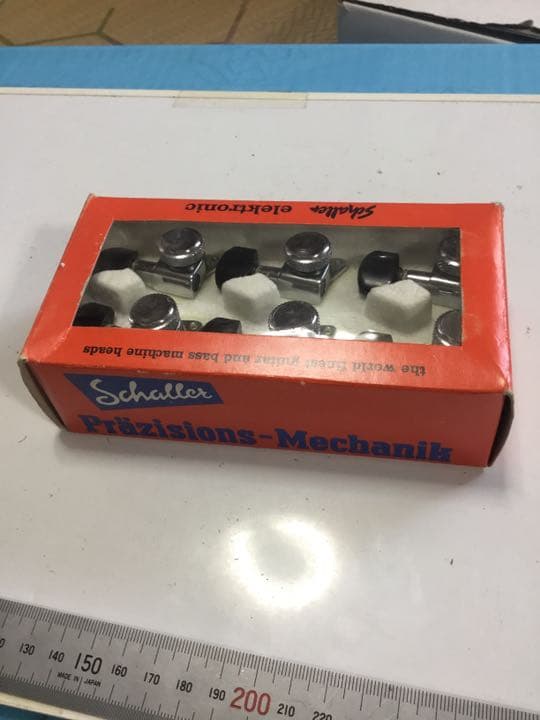 Schaller elektronic
the world finest guitar and bass machine heads
Schaller
Präzisions-Mechanik
130 140 150 160 170 180 190 200 210 220
MADE IN JAPAN